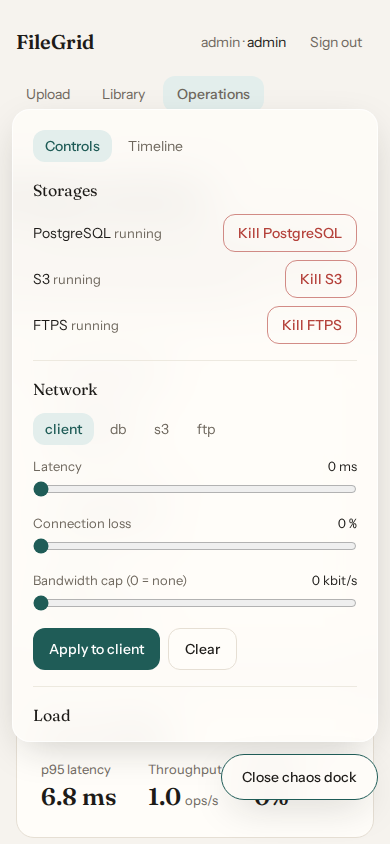 FileGrid
admin · admin Sign out
Upload Library Operations
Controls Timeline
Storages
PostgreSQL running Kill PostgreSQL
S3 running Kill S3
FTPS running Kill FTPS
Network
client db s3 ftp
Latency 0 ms
Connection loss 0 %
Bandwidth cap (0 = none) 0 kbit/s
Apply to client Clear
Load
p95 latency Throughput
Close chaos dock
6.8 ms 1.0 ops/s 0%